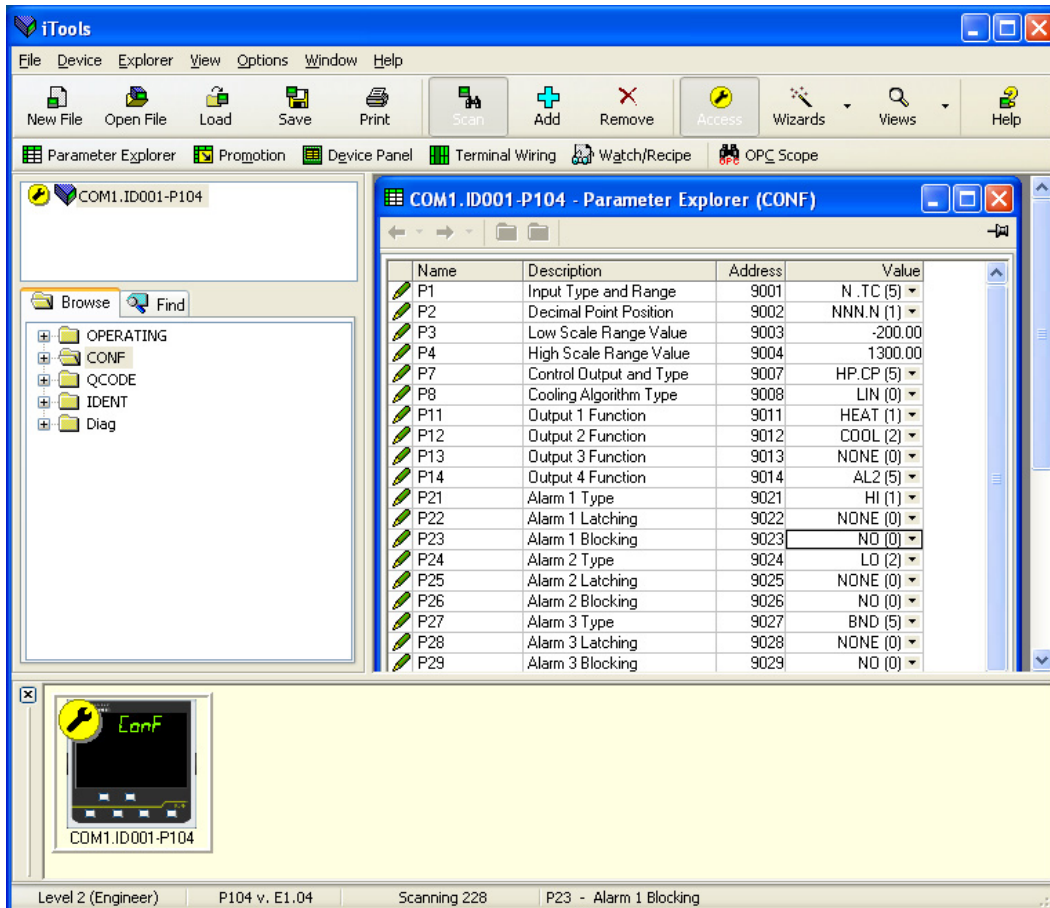 iTools
File Device Explorer View Options Window Help
New File Open File Load Save Print Scan Add Remove Access Wizards Views Help
Parameter Explorer Promotion Device Panel Terminal Wiring Watch/Recipe OPC OPC Scope
COM1.ID001-P104
Browse Find
OPERATING
CONF
QCODE
IDENT
Diag
COM1.ID001-P104 - Parameter Explorer (CONF)
Name Description Address Value
P1 Input Type and Range 9001 N .TC (5)
P2 Decimal Point Position 9002 NNN.N (1)
P3 Low Scale Range Value 9003 -200.00
P4 High Scale Range Value 9004 1300.00
P7 Control Output and Type 9007 HP.CP (5)
P8 Cooling Algorithm Type 9008 LIN (0)
P11 Output 1 Function 9011 HEAT (1)
P12 Output 2 Function 9012 COOL (2)
P13 Output 3 Function 9013 NONE (0)
P14 Output 4 Function 9014 AL2 (5)
P21 Alarm 1 Type 9021 HI (1)
P22 Alarm 1 Latching 9022 NONE (0)
P23 Alarm 1 Blocking 9023 NO (0)
P24 Alarm 2 Type 9024 LO (2)
P25 Alarm 2 Latching 9025 NONE (0)
P26 Alarm 2 Blocking 9026 NO (0)
P27 Alarm 3 Type 9027 BND (5)
P28 Alarm 3 Latching 9028 NONE (0)
P29 Alarm 3 Blocking 9029 NO (0)
ConF
COM1.ID001-P104
Level 2 (Engineer) P104 v. E1.04 Scanning 228 P23 - Alarm 1 Blocking